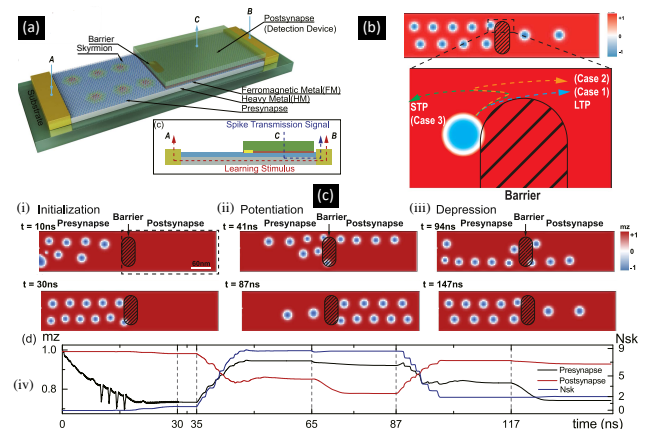 (a)
C
B
Barrier
Skyrmion
Postsynapse
(Detection Device)
A
Substrate
Ferromagnetic Metal(FM)
Heavy Metal(HM)
Presynapse
(c)
A
C
B
Spike Transmission Signal
Learning Stimulus
(b)
+1
0
-1
(Case 2)
(Case 1)
LTP
STP
(Case 3)
Barrier
(c)
(i) Initialization
(ii) Potentiation
(iii) Depression
Barrier
Presynapse Postsynapse
t = 10ns
60nm
t = 30ns
Barrier
Presynapse Postsynapse
t = 41ns
t = 87ns
Barrier
Presynapse Postsynapse
t = 94ns
t = 147ns
mz
+1
0
-1
(d)
mz
Nsk
(iv)
1.0
0.8
9
6
4
2
0
Presynapse
Postsynapse
Nsk
0 30 35 65 87 117 time (ns)